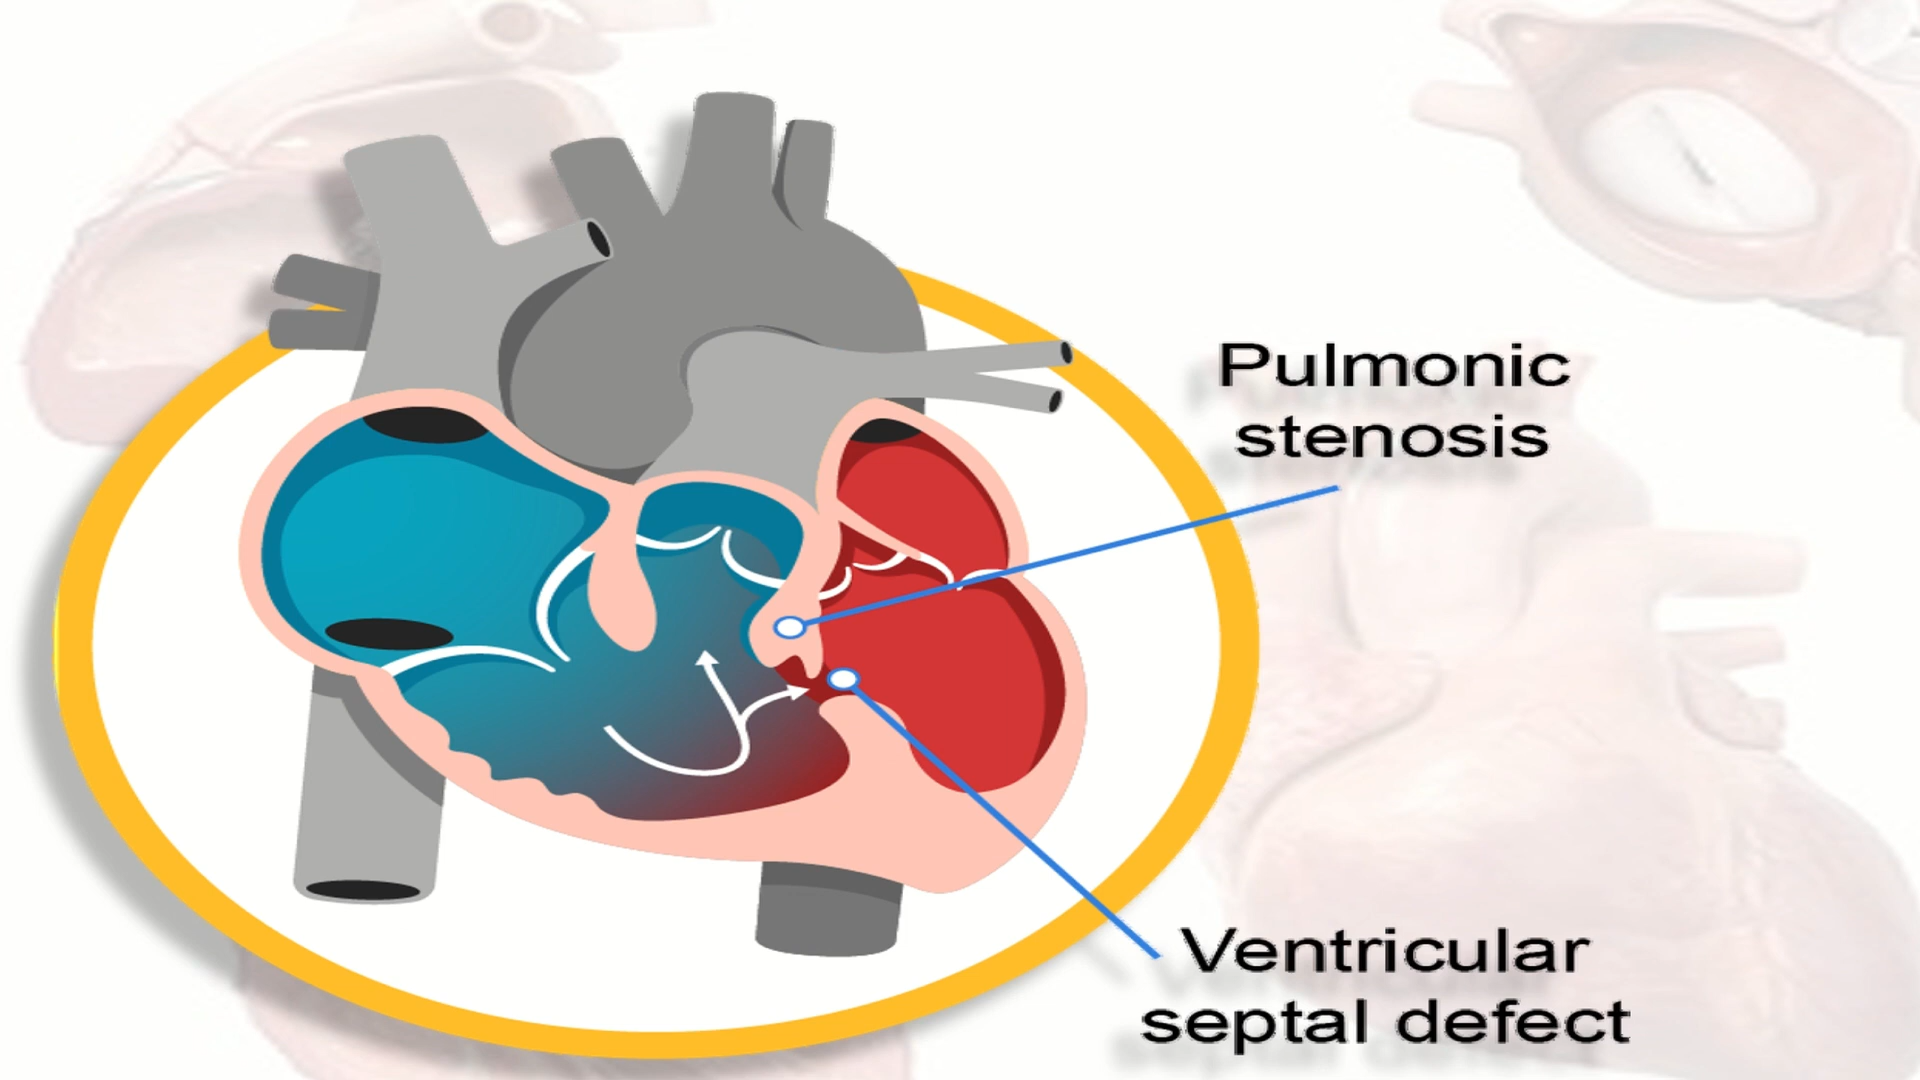 Pulmonic
stenosis
Ventricular
septal defect